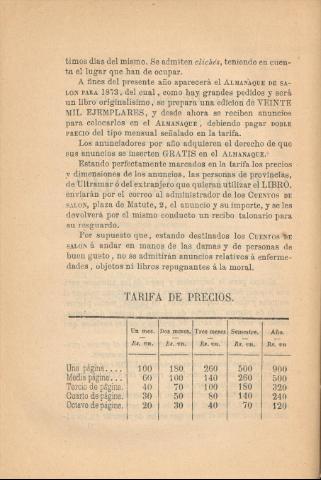 timos dias del mismo. Se admiten clichés, teniendo en cuen-
ta el lugar que han de ocupar.
A fines del presente año aparecerá el ALMANAQUE DE SA-
LON PARA 1873, del cual, como hay grandes pedidos y será
un libro originalísimo, se prepara una edicion de VEINTE
MIL EJEMPLARES, y desde ahora se reciben anuncios
para colocarlos en el ALMANAQUE, debiendo pagar DOBLE
PRECIO del tipo mensual señalado en la tarifa.
Los anunciadores por año adquieren el derecho de que
sus anuncios se inserten GRATIS en el ALMANAQUE.
Estando perfectamente marcados en la tarifa los precios
y dimensiones de los anuncios, las personas de provincias,
de Ultramar ó del extranjero que quieran utilizar el LIBRO,
enviarán por el correo al administrador de los CUENTOS DE
SALON, plaza de Matute, 2, el anuncio y su importe, y se les
devolverá por el mismo conducto un recibo talonario para
su resguardo.
Por supuesto que, estando destinados los CUENTOS DE
SALON á andar en manos de las damas y de personas de
buen gusto, no se admitirán anuncios relativos á enferme-
dades, objetos ni libros repugnantes á la moral.
TARIFA DE PRECIOS.
Un mes. Dos meses. Tres meses Semestre. Año.
Rs. vn. Rs. vn. Rs. vn. Rs. vn. Rs. vn
Una página.... 100 180 260 500 900
Media página... 60 100 140 260 500
Tercio de página. 40 70 100 180 320
Cuarto de página. 30 50 80 140 240
Octavo de página. 20 30 40 70 120